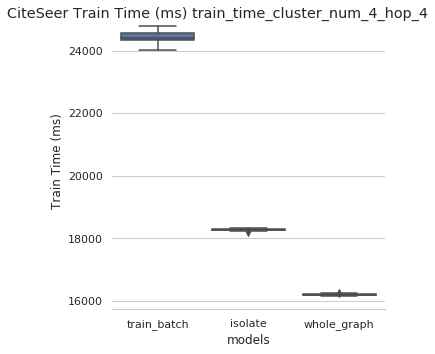 CiteSeer Train Time (ms) train_time_cluster_num_4_hop_4
24000
22000
20000
18000
16000
Train Time (ms)
train_batch isolate whole_graph
models